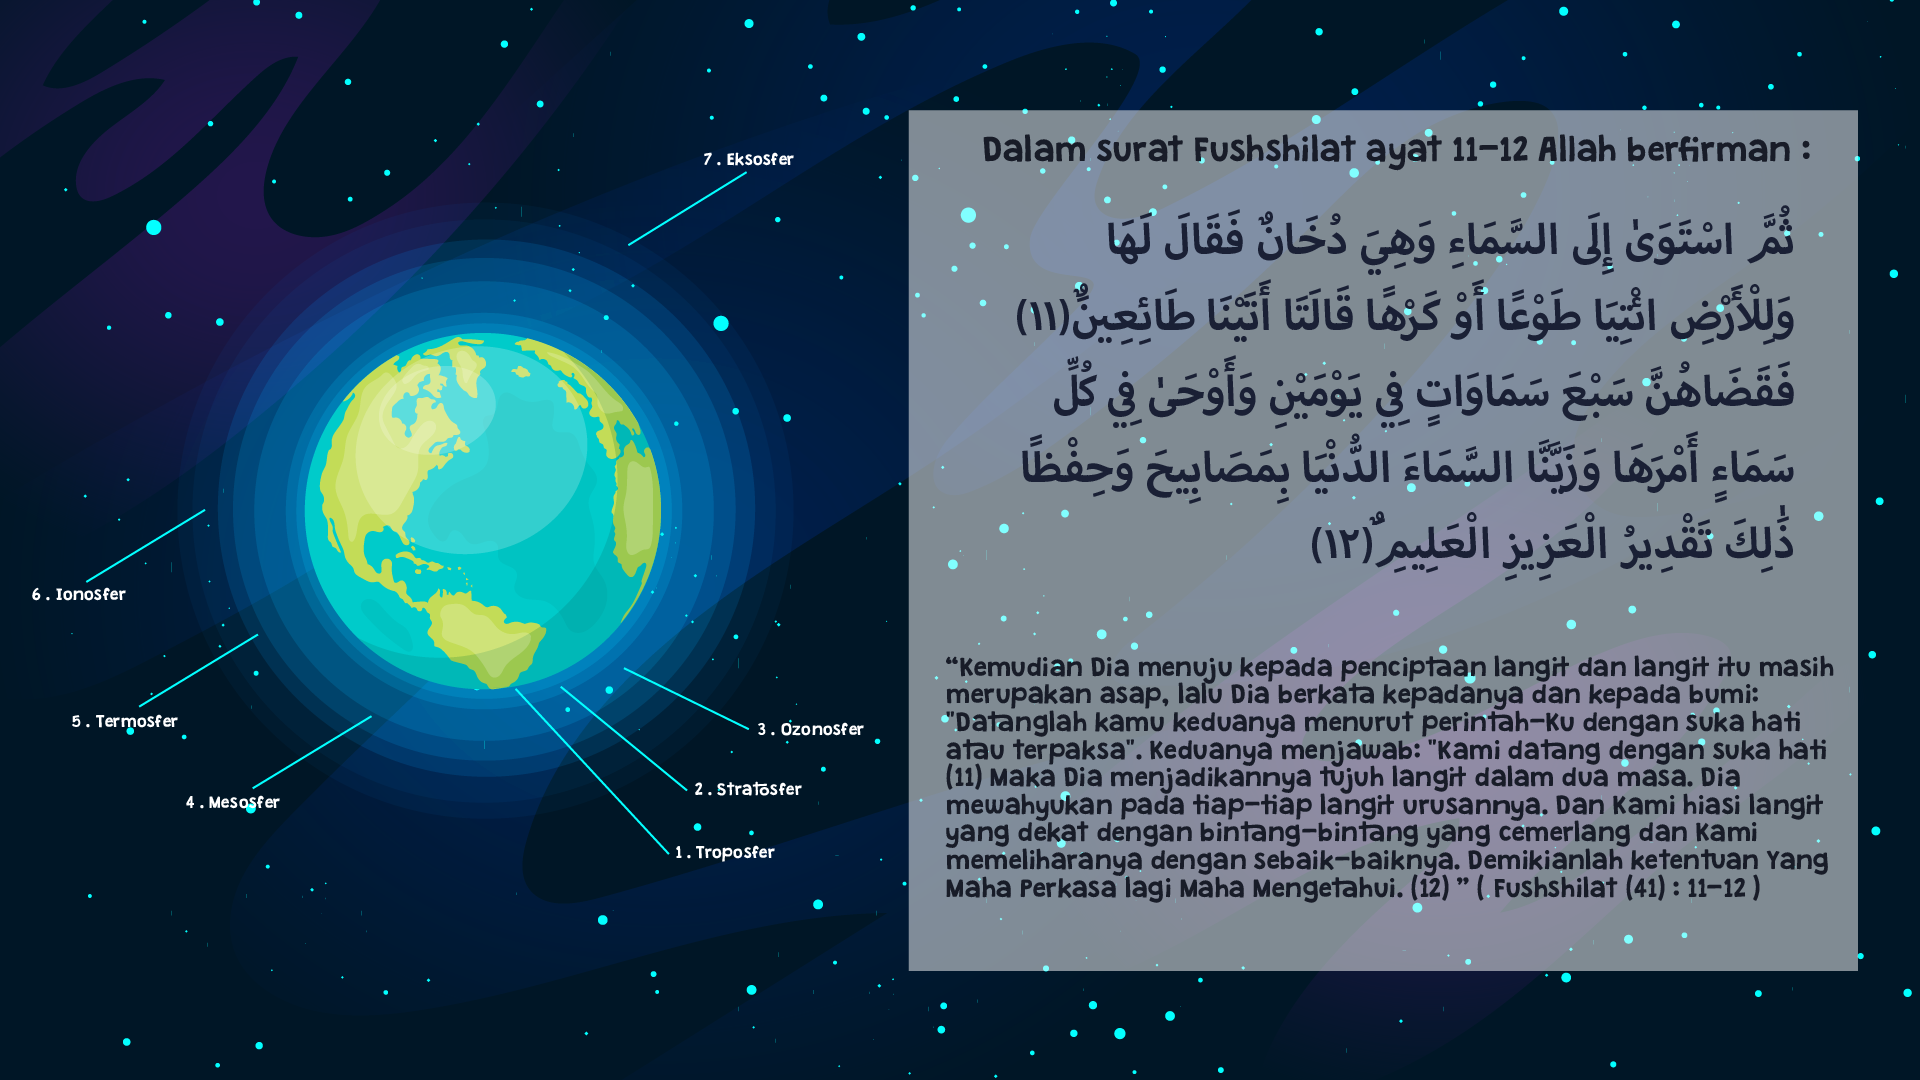 7. Eksosfer
6. Ionosfer
5. Termosfer
4. Mesosfer
3. Ozonosfer
2. Stratosfer
1. Troposfer
Dalam surat Fushshilat ayat 11-12 Allah berfirman :
ثُمَّ اسْتَوَىٰ إِلَى السَّمَاءِ وَهِيَ دُخَانٌ فَقَالَ لَهَا
وَلِلْأَرْضِ ائْتِيَا طَوْعًا أَوْ كَرْهًا قَالَتَا أَتَيْنَا طَائِعِينَ(١١)
فَقَضَاهُنَّ سَبْعَ سَمَاوَاتٍ فِي يَوْمَيْنِ وَأَوْحَىٰ فِي كُلِّ
سَمَاءٍ أَمْرَهَا وَزَيَّنَّا السَّمَاءَ الدُّنْيَا بِمَصَابِيحَ وَحِفْظًا
ذَٰلِكَ تَقْدِيرُ الْعَزِيزِ الْعَلِيمِ(١٢)
“Kemudian Dia menuju kepada penciptaan langit dan langit itu masih
merupakan asap, lalu Dia berkata kepadanya dan kepada bumi:
"Datanglah kamu keduanya menurut perintah-Ku dengan suka hati
atau terpaksa". Keduanya menjawab: "Kami datang dengan suka hati
(11) Maka Dia menjadikannya tujuh langit dalam dua masa. Dia
mewahyukan pada tiap-tiap langit urusannya. Dan Kami hiasi langit
yang dekat dengan bintang-bintang yang cemerlang dan Kami
memeliharanya dengan sebaik-baiknya. Demikianlah ketentuan Yang
Maha Perkasa lagi Maha Mengetahui. (12) ” ( Fushshilat (41) : 11-12 )